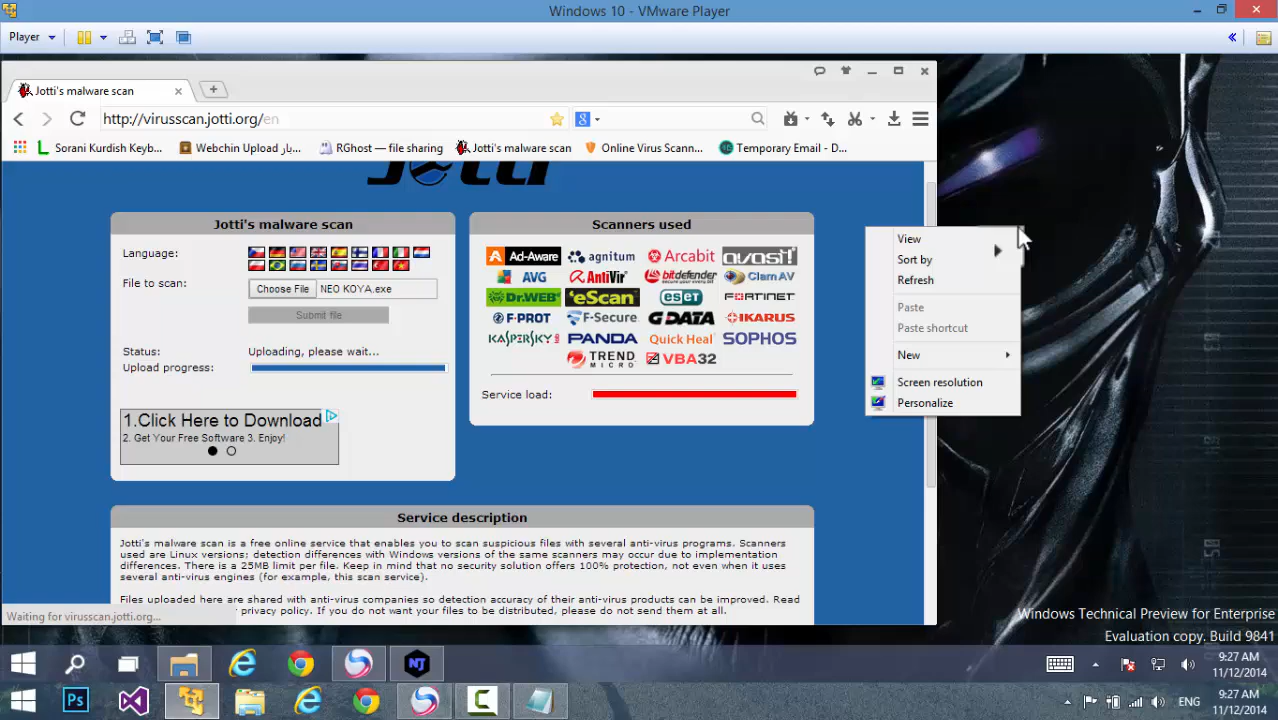 Windows 10 - VMware Player
Player
Jotti's malware scan
http://virusscan.jotti.org/en
Sorani Kurdish Keyb...
Webchin Upload بار...
RGhost — file sharing
Jotti's malware scan
Online Virus Scann...
Temporary Email - D...
Jotti
Jotti's malware scan
Language:
File to scan:
Choose File NEO KOYA.exe
Submit file
Status: Uploading, please wait...
Upload progress:
1.Click Here to Download
2. Get Your Free Software 3. Enjoy!
Scanners used
Ad-Aware agnitum Arcabit avast!
AVG AntiVir bitdefender ClamAV
Dr.WEB eScan eset FORTINET
F-PROT F-Secure G DATA IKARUS
KASPERSKY PANDA Quick Heal SOPHOS
TREND MICRO VBA32
Service load:
View
Sort by
Refresh
Paste
Paste shortcut
New
Screen resolution
Personalize
Service description
Jotti's malware scan is a free online service that enables you to scan suspicious files with several anti-virus programs. Scanners
used are Linux versions; detection differences with Windows versions of the same scanners may occur due to implementation
differences. There is a 25MB limit per file. Keep in mind that no security solution offers 100% protection, not even when it uses
several anti-virus engines (for example, this scan service).
Files uploaded here are shared with anti-virus companies so detection accuracy of their anti-virus products can be improved. Read
privacy policy. If you do not want your files to be distributed, please do not send them at all.
Waiting for virusscan.jotti.org...
Windows Technical Preview for Enterprise
Evaluation copy. Build 9841
NJ
9:27 AM
11/12/2014
Ps
ENG
9:27 AM
11/12/2014